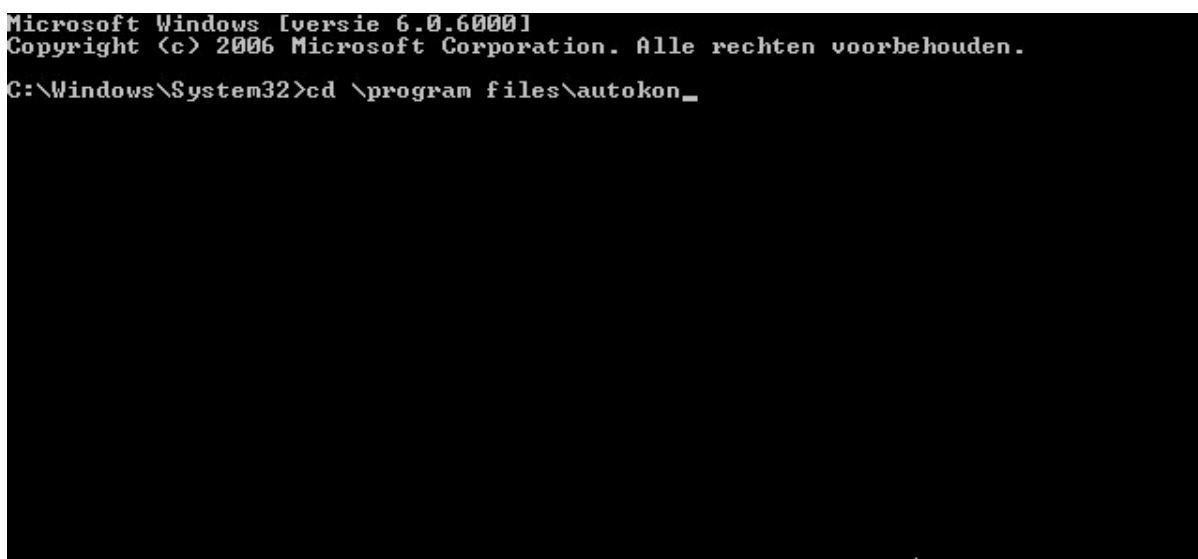 Microsoft Windows [versie 6.0.6000]
Copyright (c) 2006 Microsoft Corporation. Alle rechten voorbehouden.
C:\Windows\System32>cd \program files\autokon_